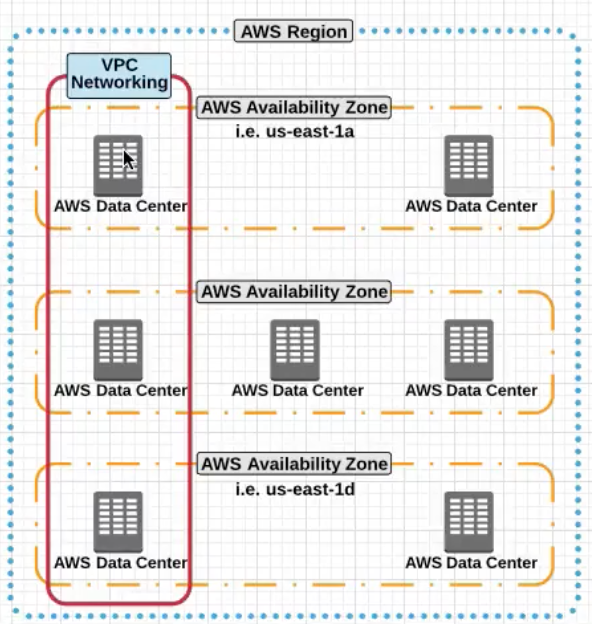 AWS Region
VPC
Networking
AWS Availability Zone
i.e. us-east-1a
AWS Data Center
AWS Data Center
AWS Availability Zone
AWS Data Center
AWS Data Center
AWS Data Center
AWS Availability Zone
i.e. us-east-1d
AWS Data Center
AWS Data Center